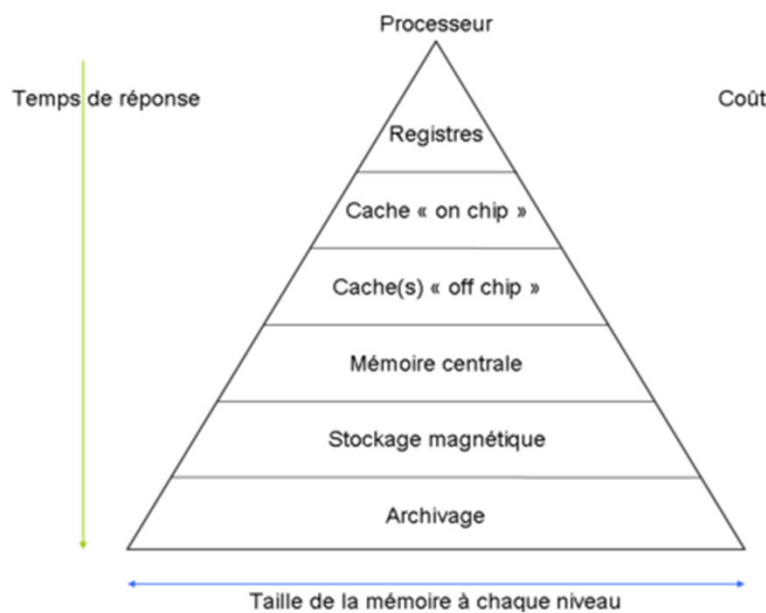 Processeur
Temps de réponse
Coût
Registres
Cache « on chip »
Cache(s) « off chip »
Mémoire centrale
Stockage magnétique
Archivage
Taille de la mémoire à chaque niveau